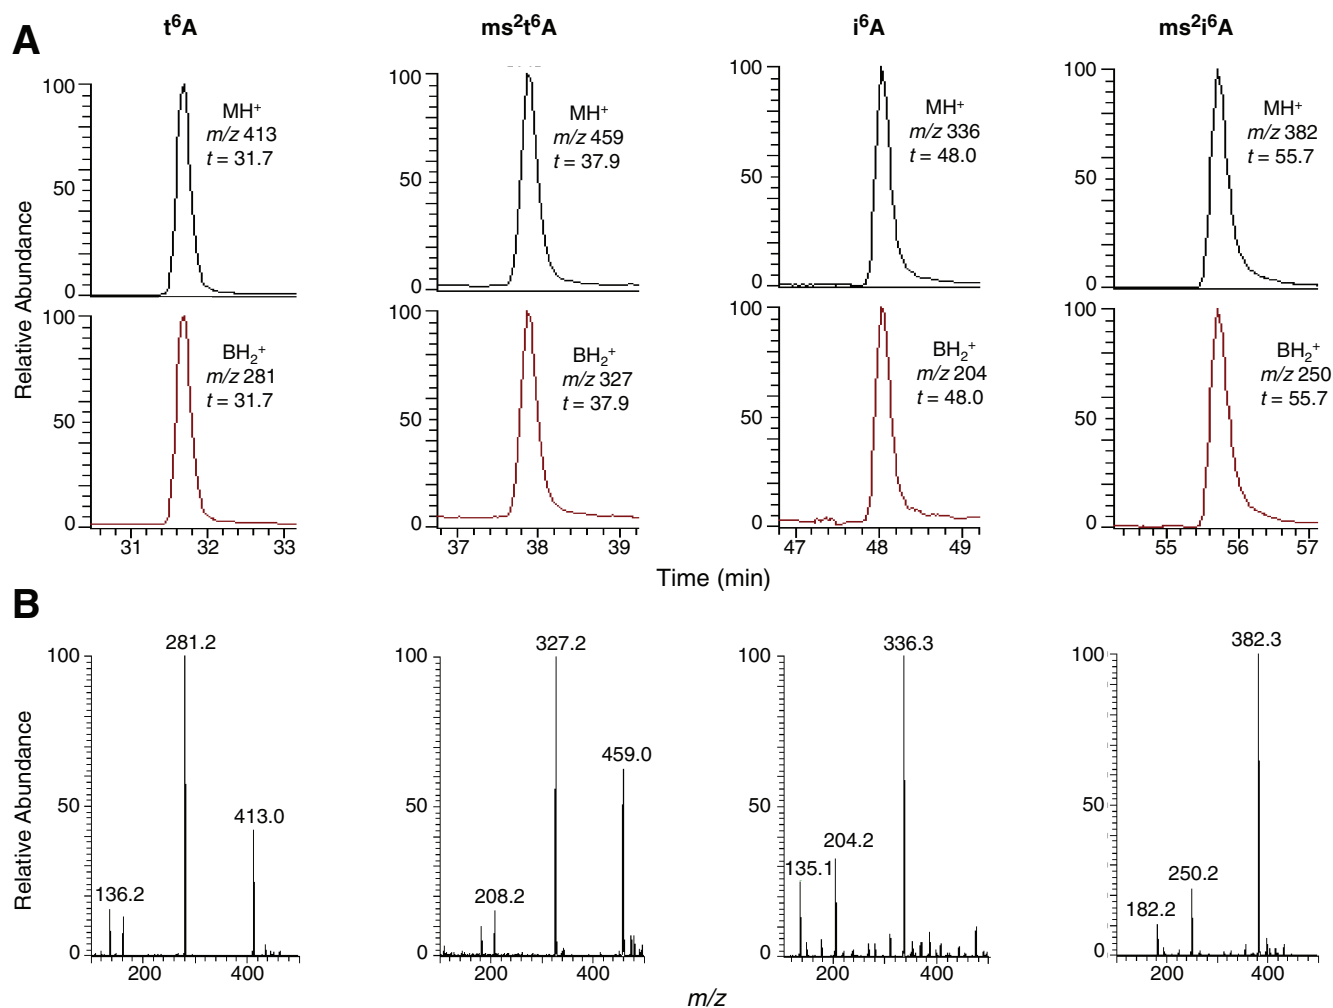 A
t⁶A
ms²t⁶A
i⁶A
ms²i⁶A
Relative Abundance
100
50
0
MH⁺
m/z 413
t = 31.7
100
50
0
MH⁺
m/z 459
t = 37.9
100
50
0
MH⁺
m/z 336
t = 48.0
100
50
0
MH⁺
m/z 382
t = 55.7
100
50
0
BH₂⁺
m/z 281
t = 31.7
31 32 33
100
50
0
BH₂⁺
m/z 327
t = 37.9
37 38 39
100
50
0
BH₂⁺
m/z 204
t = 48.0
47 48 49
100
50
0
BH₂⁺
m/z 250
t = 55.7
55 56 57
Time (min)
B
Relative Abundance
100
50
0
281.2
413.0
136.2
200 400
100
50
0
327.2
459.0
208.2
200 400
100
50
0
336.3
204.2
135.1
200 400
100
50
0
382.3
250.2
182.2
200 400
m/z